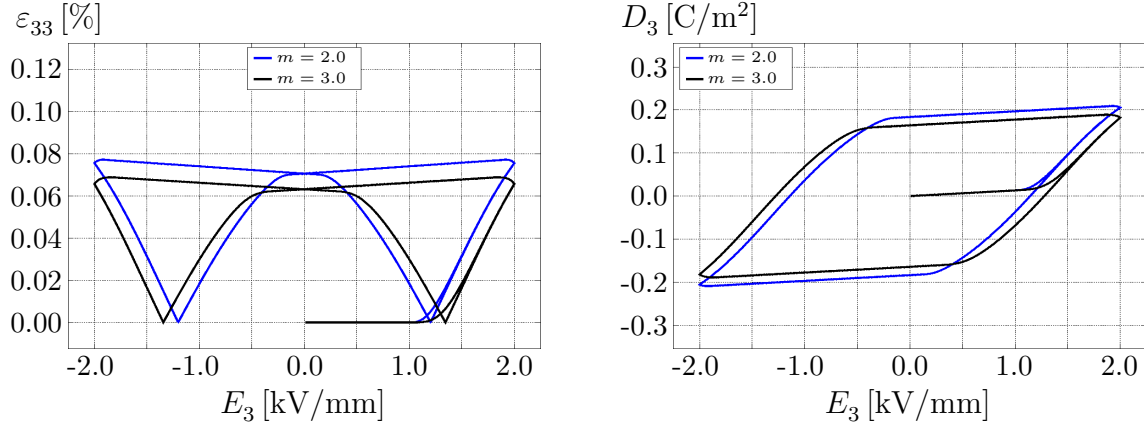 ε₃₃ [%]
m = 2.0
m = 3.0
0.12
0.10
0.08
0.06
0.04
0.02
0.00
-2.0 -1.0 0.0 1.0 2.0
E₃ [kV/mm]
D₃ [C/m²]
m = 2.0
m = 3.0
0.3
0.2
0.1
0.0
-0.1
-0.2
-0.3
-2.0 -1.0 0.0 1.0 2.0
E₃ [kV/mm]